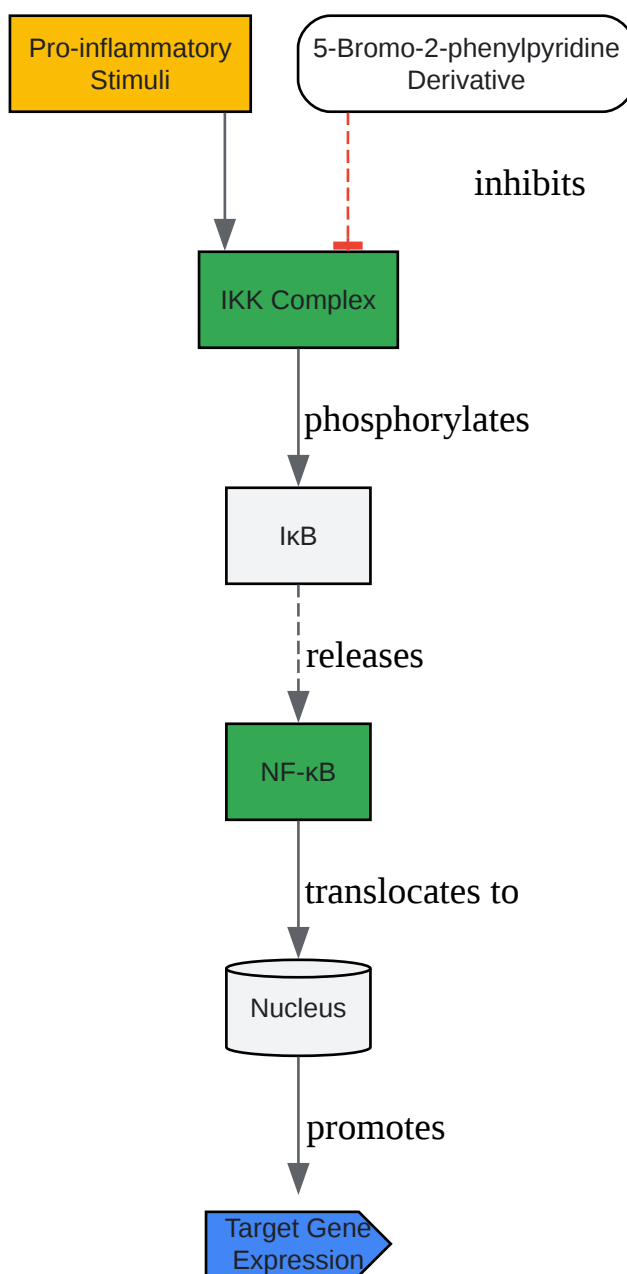 Pro-inflammatory
Stimuli
5-Bromo-2-phenylpyridine
Derivative
inhibits
IKK Complex
phosphorylates
IκB
releases
NF-κB
translocates to
Nucleus
promotes
Target Gene
Expression